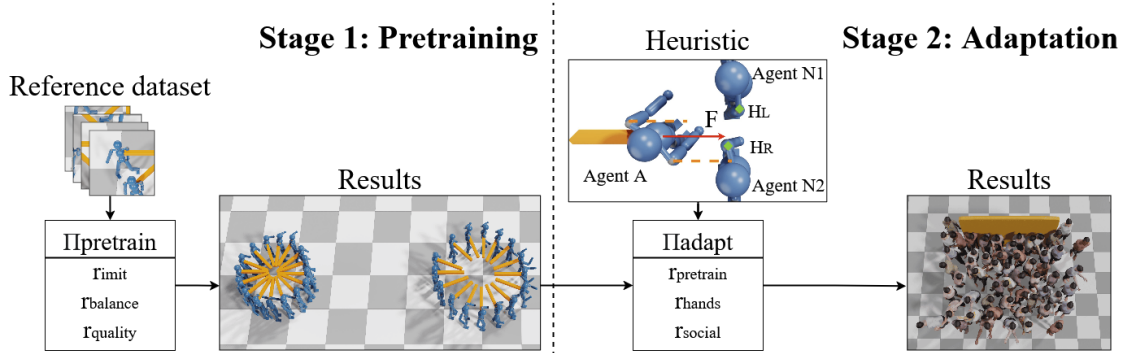 Stage 1: Pretraining
Reference dataset
Results
Πpretrain
rimit
rbalance
rquality
Heuristic
Stage 2: Adaptation
Agent N1
HL
F
HR
Agent A
Agent N2
Results
Πadapt
rpretrain
rhands
rsocial